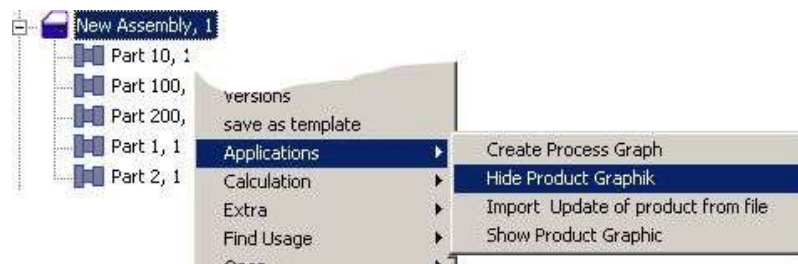 New Assembly, 1
Part 10, 1
Part 100,
Part 200,
Part 1, 1
Part 2, 1
versions
save as template
Applications
Calculation
Extra
Find Usage
Create Process Graph
Hide Product Graphik
Import Update of product from file
Show Product Graphic